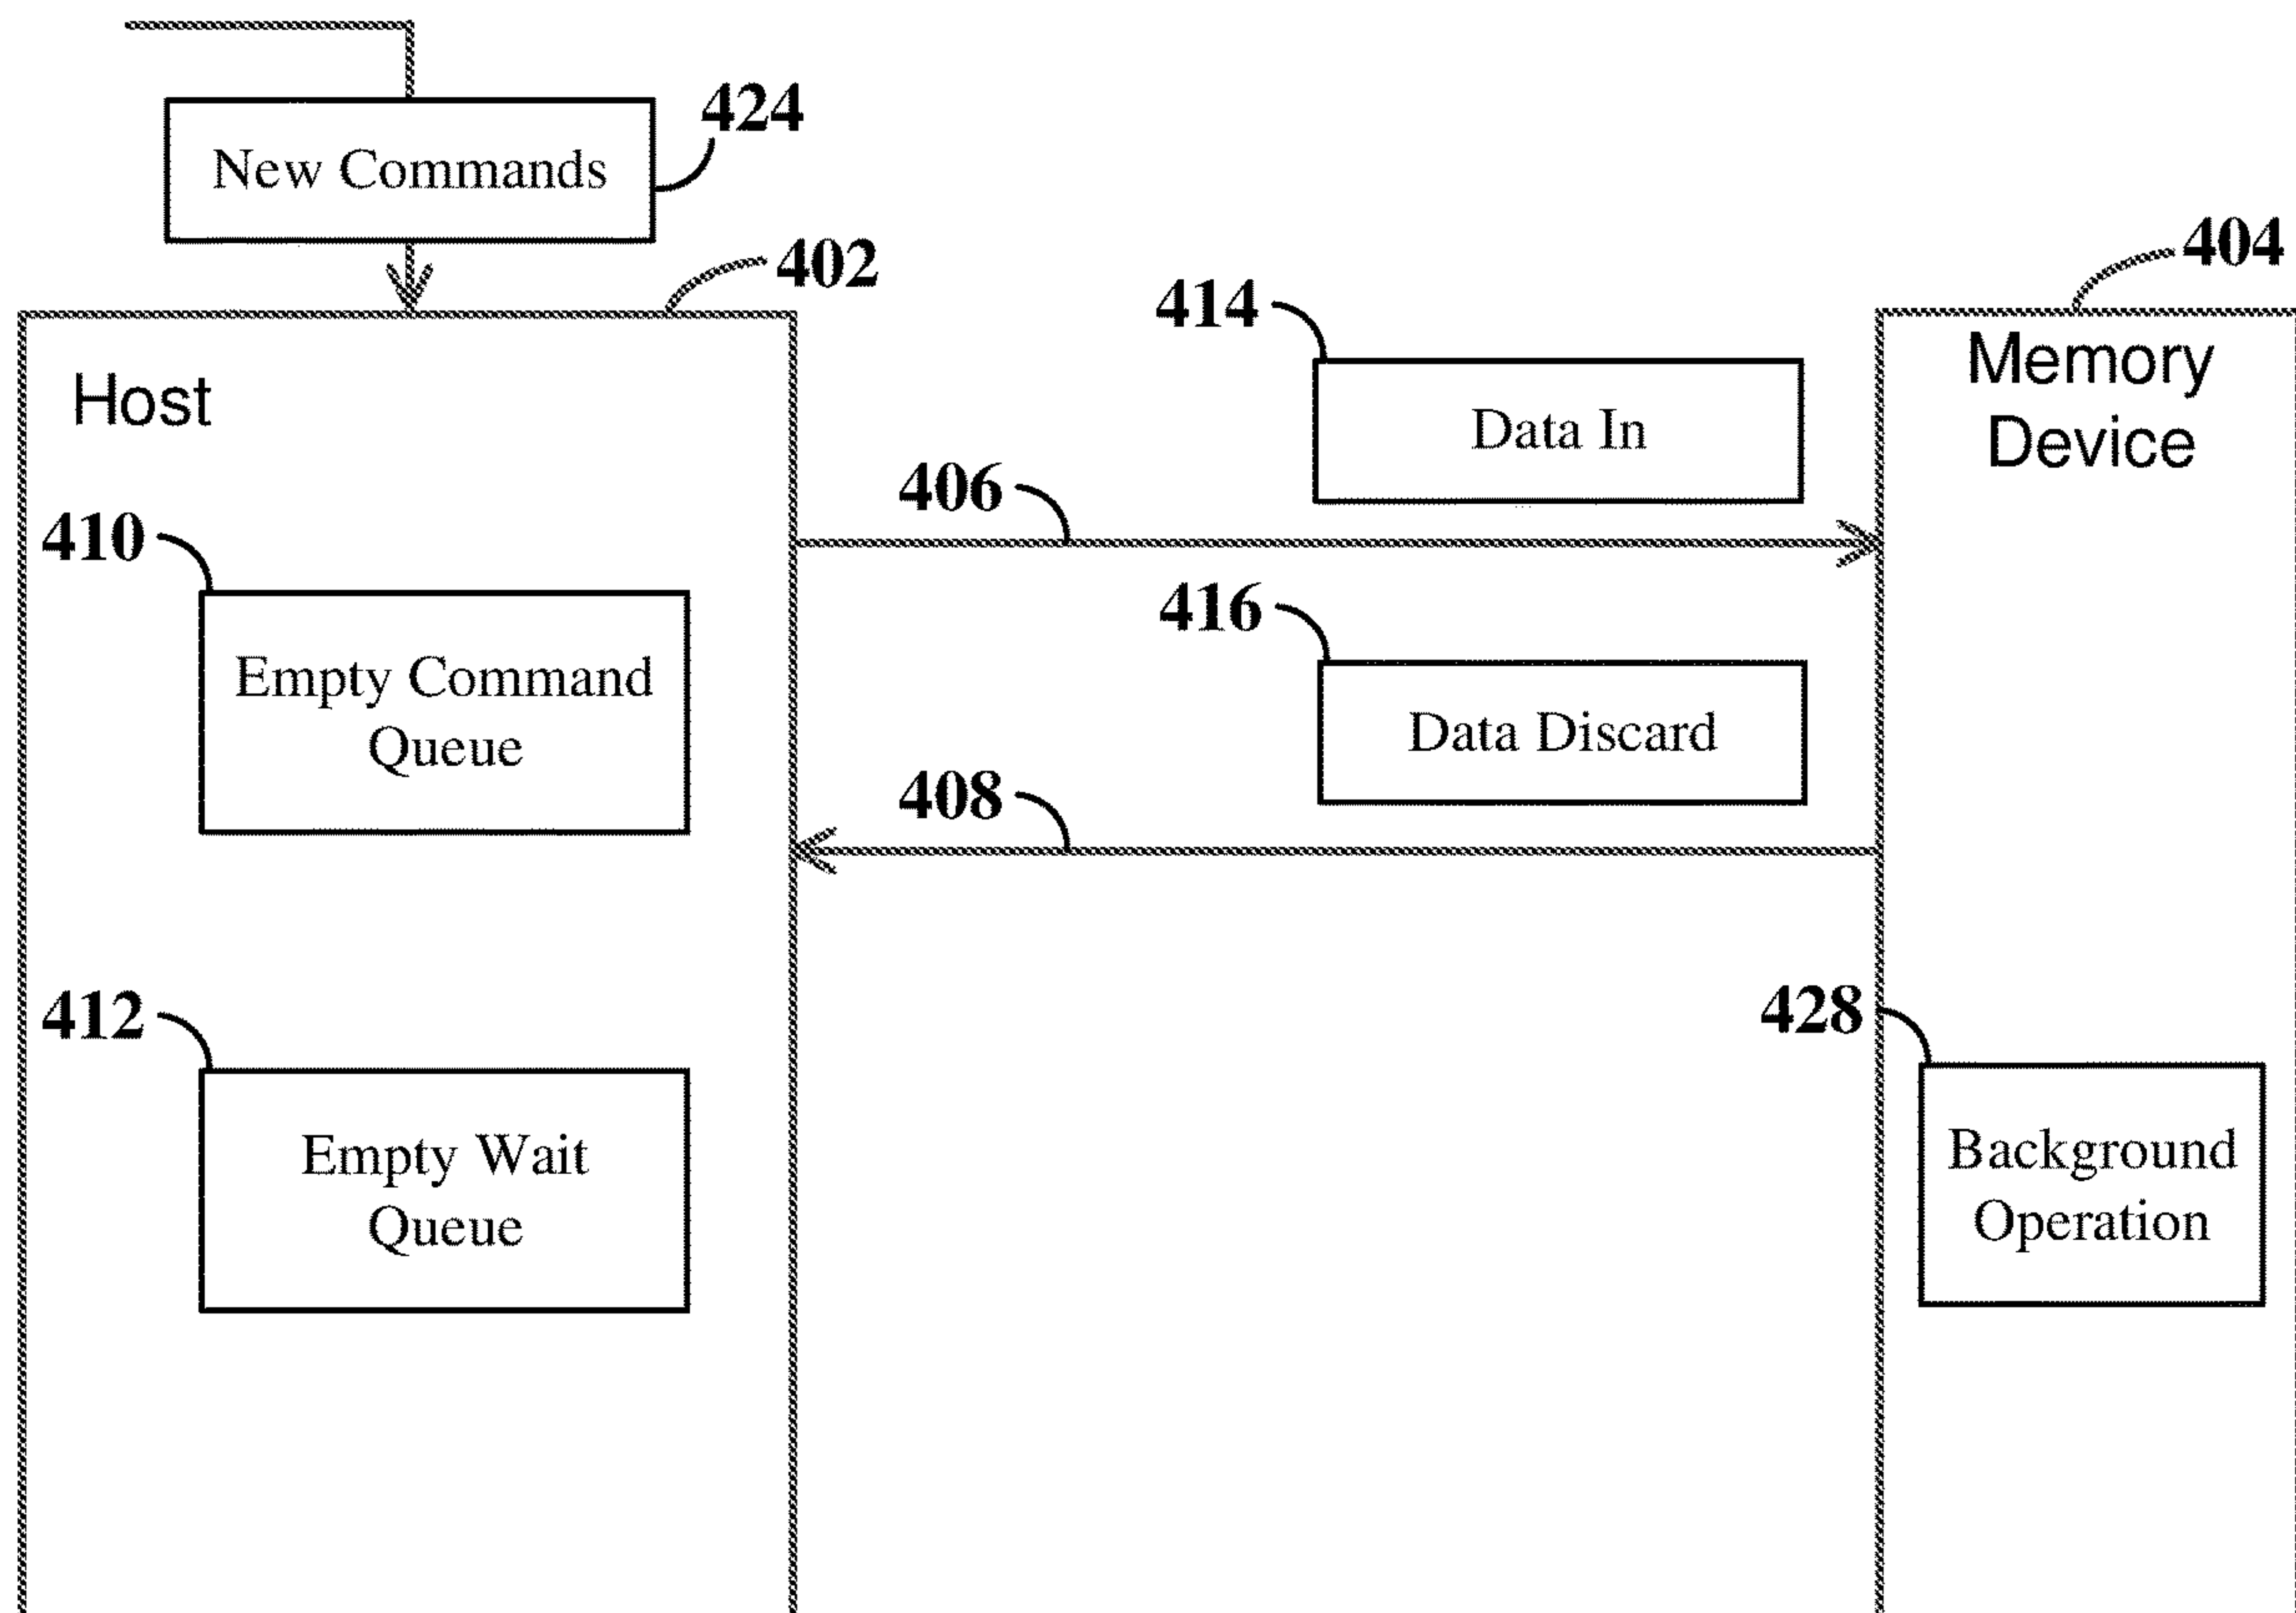 424
New Commands
402
404
414
Memory
Device
Host
Data In
406
410
416
Empty Command
Queue
Data Discard
408
412
428
Empty Wait
Queue
Background
Operation